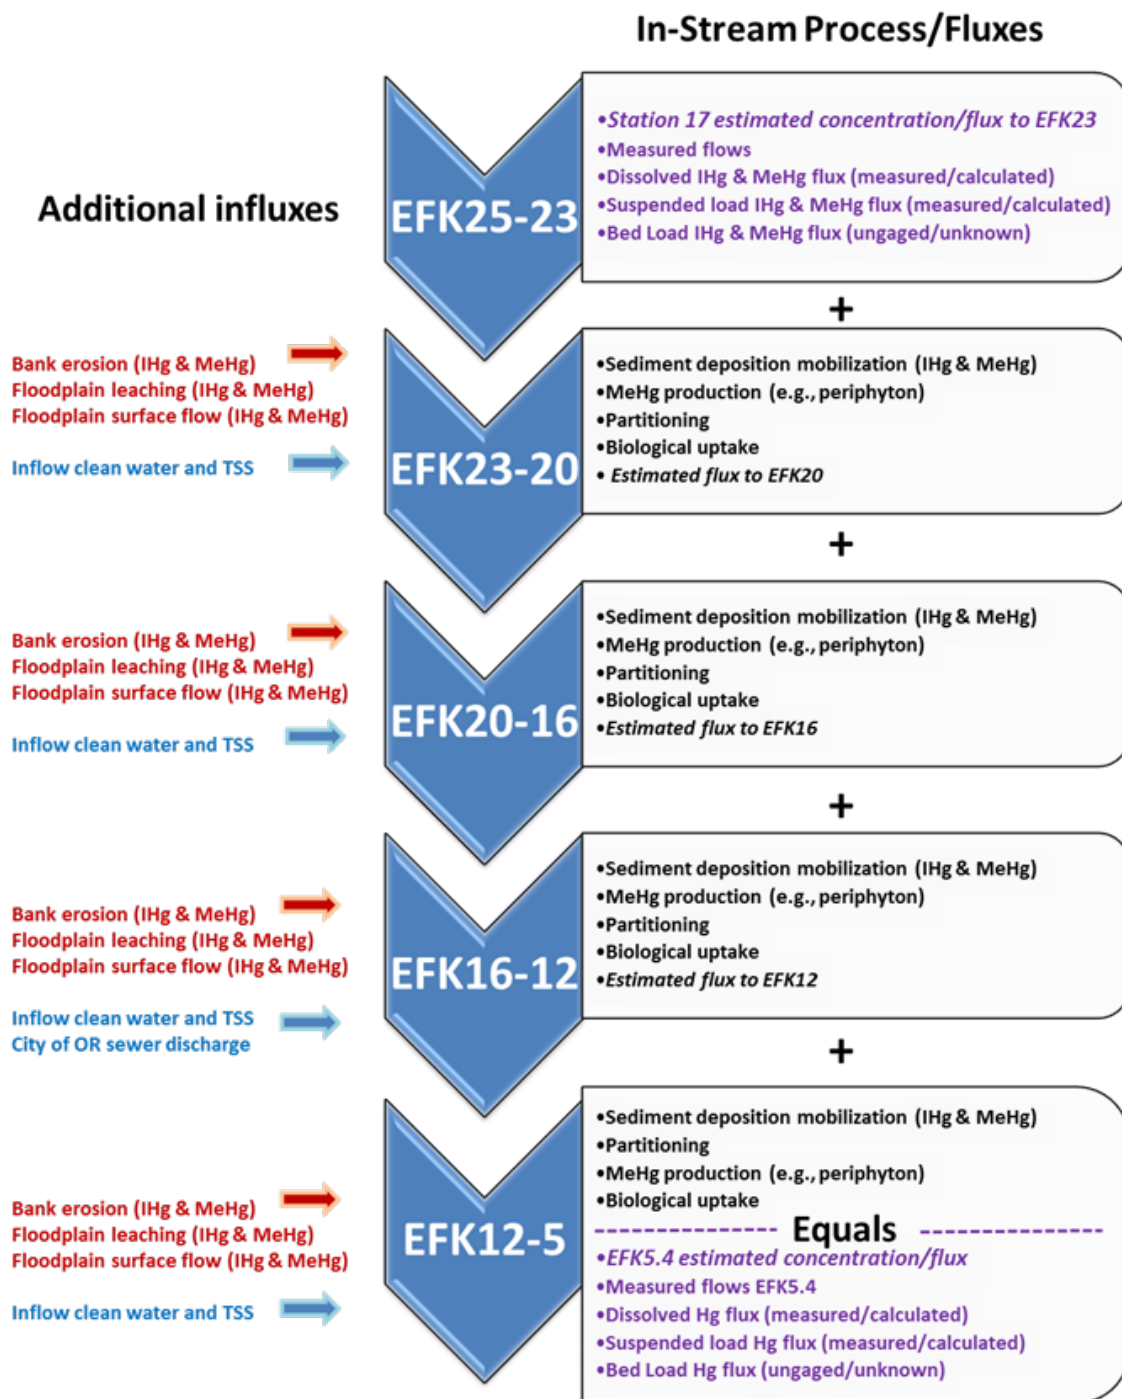 In-Stream Process/Fluxes
Additional influxes
EFK25-23
•Station 17 estimated concentration/flux to EFK23
•Measured flows
•Dissolved IHg & MeHg flux (measured/calculated)
•Suspended load IHg & MeHg flux (measured/calculated)
•Bed Load IHg & MeHg flux (ungaged/unknown)
+
Bank erosion (IHg & MeHg)
Floodplain leaching (IHg & MeHg)
Floodplain surface flow (IHg & MeHg)
Inflow clean water and TSS
EFK23-20
•Sediment deposition mobilization (IHg & MeHg)
•MeHg production (e.g., periphyton)
•Partitioning
•Biological uptake
• Estimated flux to EFK20
+
Bank erosion (IHg & MeHg)
Floodplain leaching (IHg & MeHg)
Floodplain surface flow (IHg & MeHg)
Inflow clean water and TSS
EFK20-16
•Sediment deposition mobilization (IHg & MeHg)
•MeHg production (e.g., periphyton)
•Partitioning
•Biological uptake
•Estimated flux to EFK16
+
Bank erosion (IHg & MeHg)
Floodplain leaching (IHg & MeHg)
Floodplain surface flow (IHg & MeHg)
Inflow clean water and TSS
City of OR sewer discharge
EFK16-12
•Sediment deposition mobilization (IHg & MeHg)
•MeHg production (e.g., periphyton)
•Partitioning
•Biological uptake
•Estimated flux to EFK12
+
Bank erosion (IHg & MeHg)
Floodplain leaching (IHg & MeHg)
Floodplain surface flow (IHg & MeHg)
Inflow clean water and TSS
EFK12-5
•Sediment deposition mobilization (IHg & MeHg)
•Partitioning
•MeHg production (e.g., periphyton)
•Biological uptake
Equals
•EFK5.4 estimated concentration/flux
•Measured flows EFK5.4
•Dissolved Hg flux (measured/calculated)
•Suspended load Hg flux (measured/calculated)
•Bed Load Hg flux (ungaged/unknown)